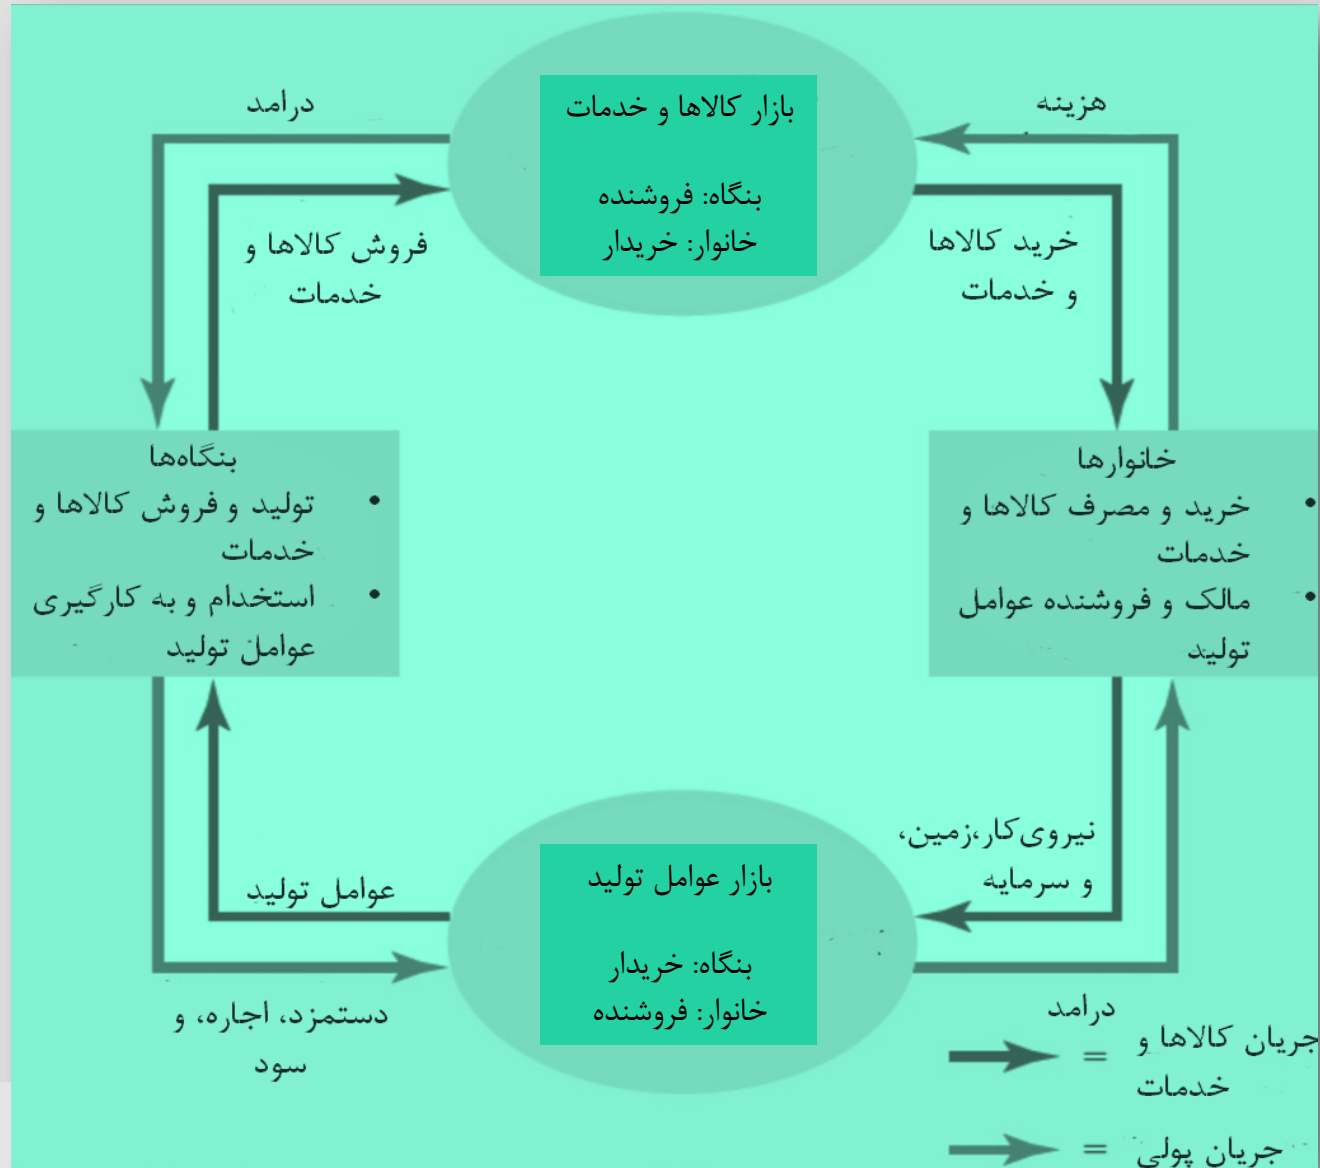 هزینه
درامد
بازار کالاها و خدمات
بنگاه: فروشنده
خانوار: خریدار
خرید کالاها
و خدمات
فروش کالاها و
خدمات
خانوارها
• خرید و مصرف کالاها و
خدمات
• مالک و فروشنده عوامل
تولید
بنگاه‌ها
• تولید و فروش کالاها و
خدمات
• استخدام و به کارگیری
عوامل تولید
نیروی‌کار،زمین،
و سرمایه
بازار عوامل تولید
بنگاه: خریدار
خانوار: فروشنده
عوامل تولید
دستمزد، اجاره، و
سود
درامد
جریان کالاها و =
خدمات
جریان پولی =